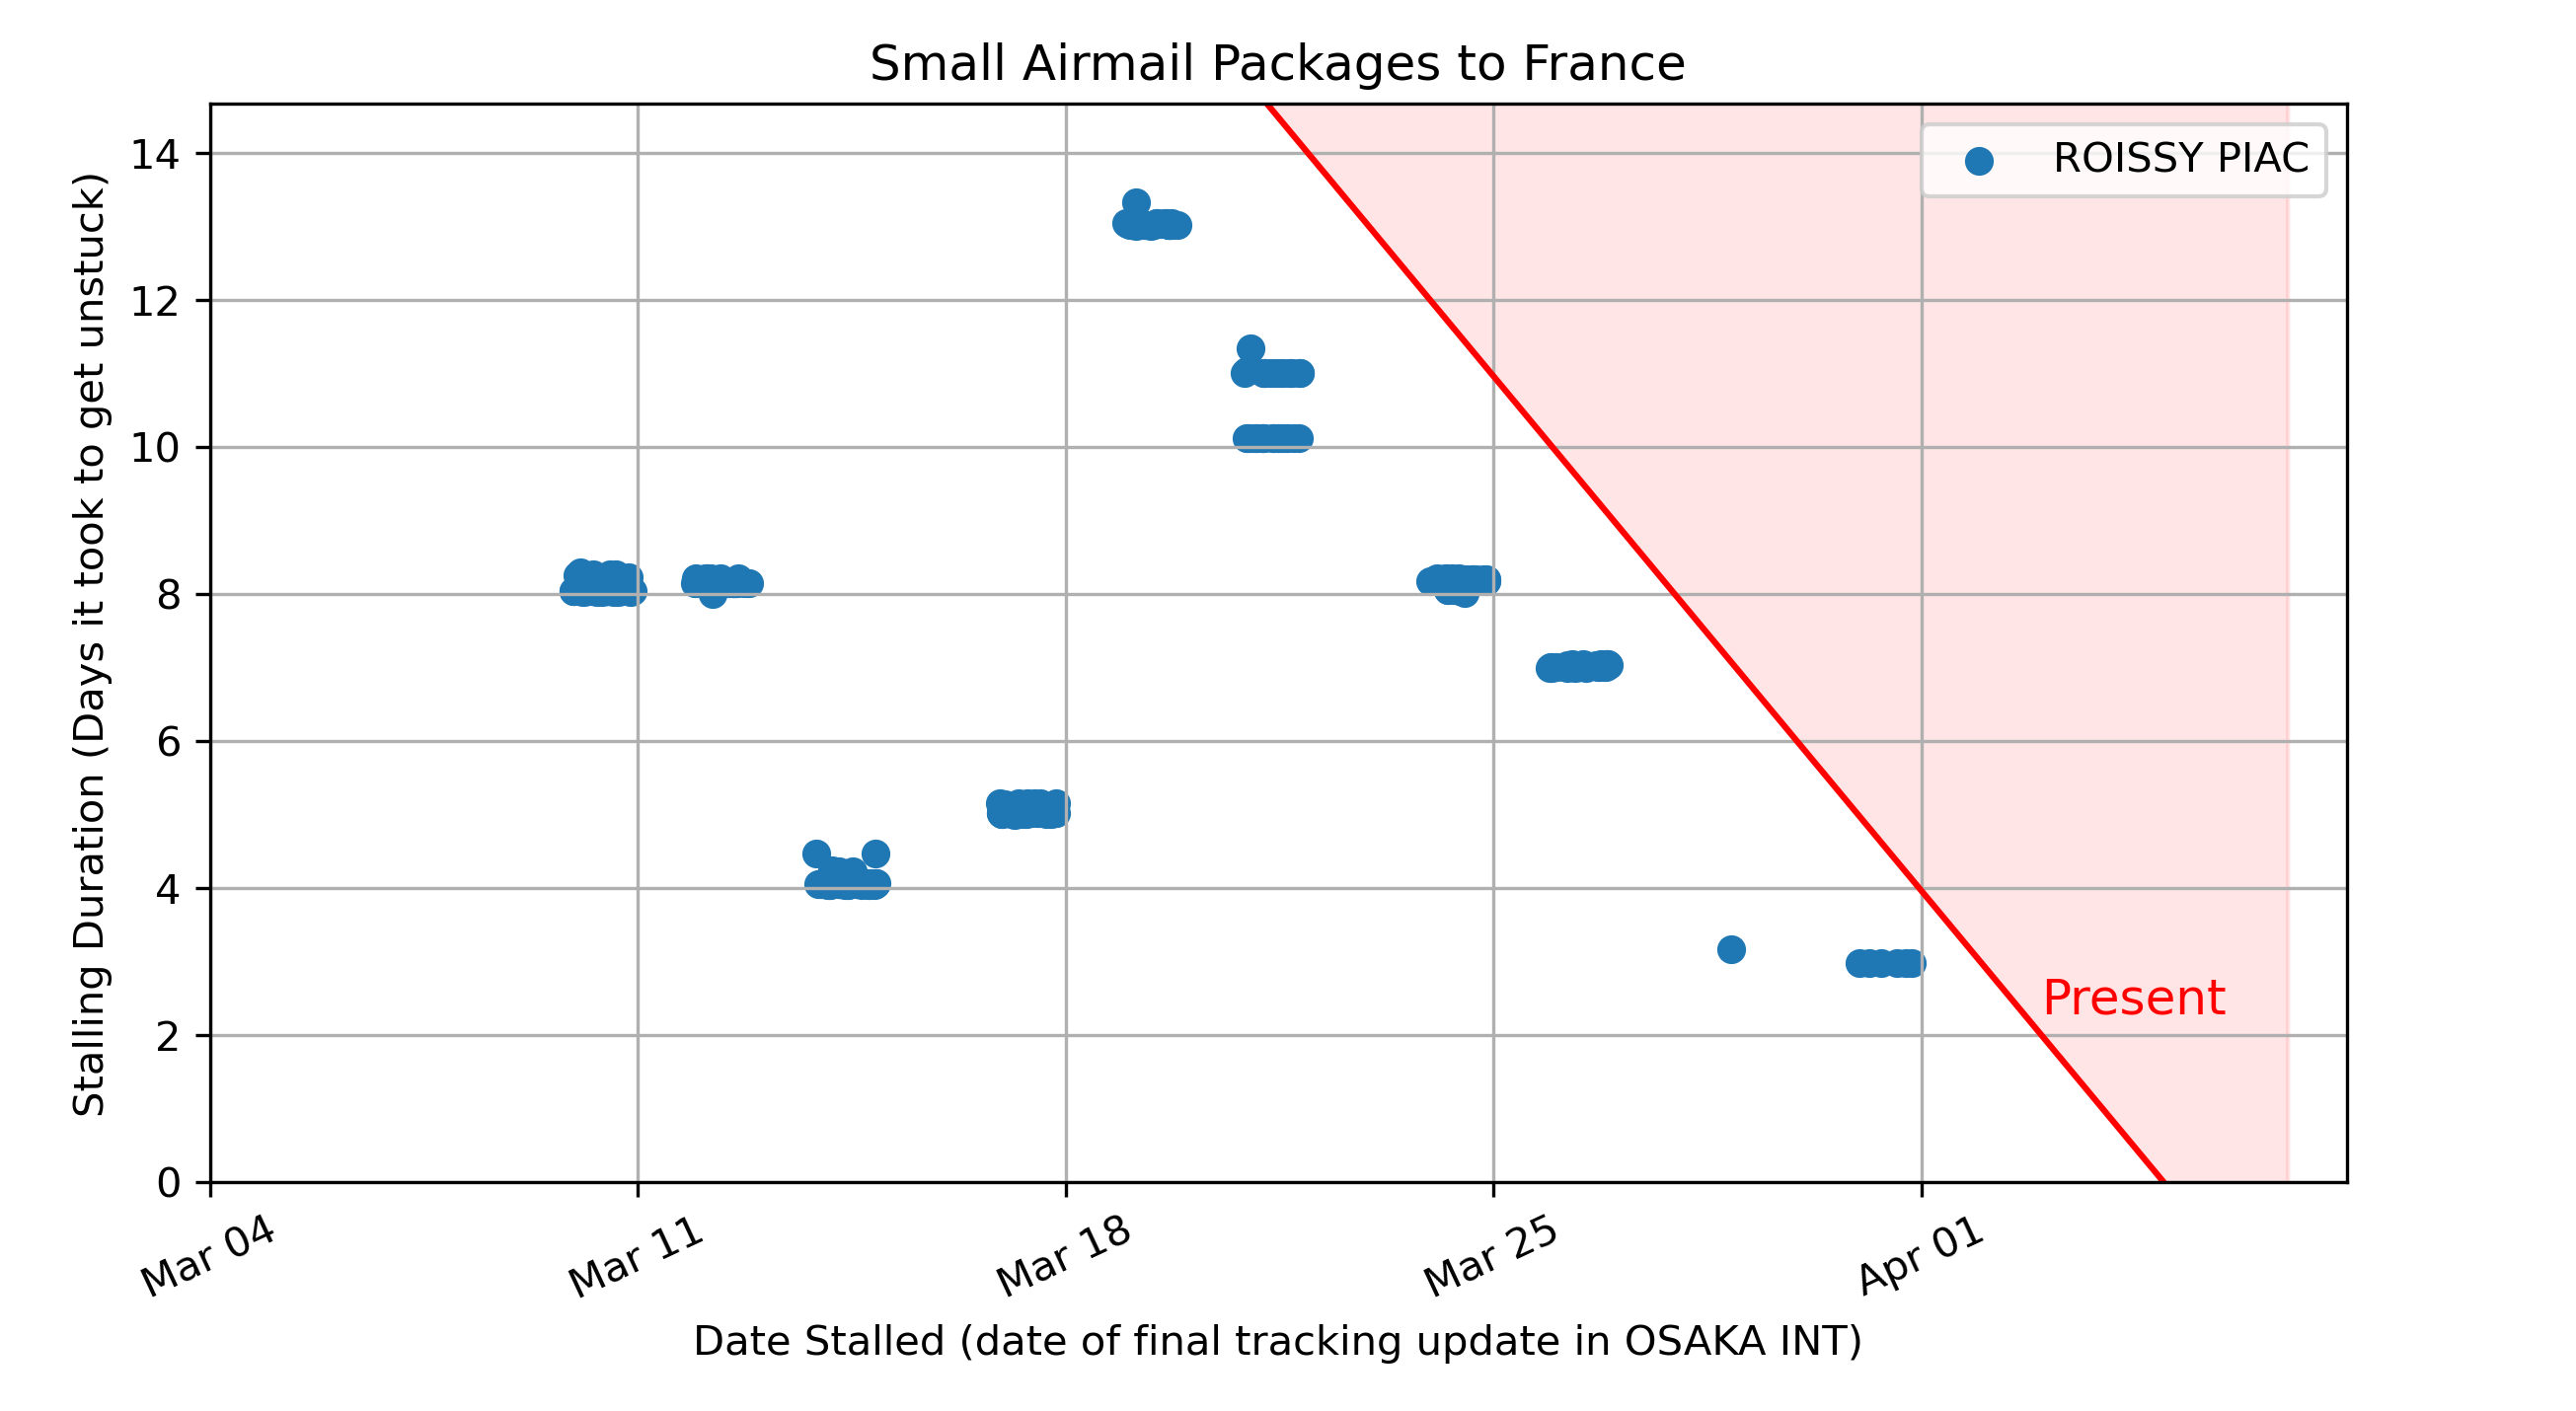 Small Airmail Packages to France
Stalling Duration (Days it took to get unstuck)
14
12
10
8
6
4
2
0
ROISSY PIAC
Present
Mar 04
Mar 11
Mar 18
Mar 25
Apr 01
Date Stalled (date of final tracking update in OSAKA INT)